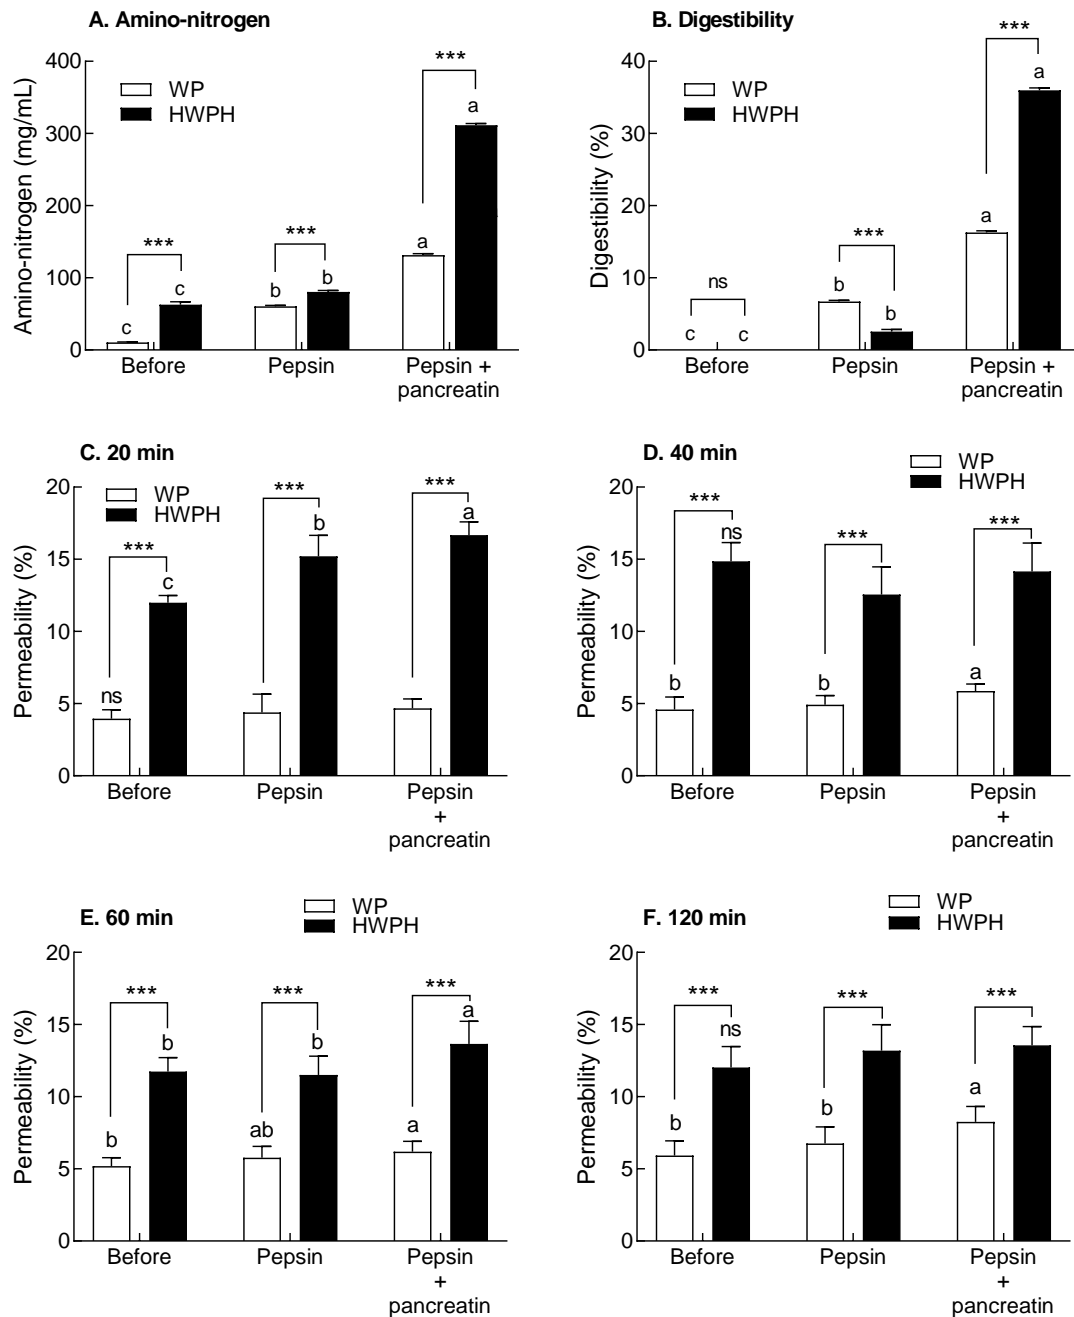 A. Amino-nitrogen
Amino-nitrogen (mg/mL)
400
300
200
100
0
WP
HWPH
***
***
***
c
c
b
b
a
a
Before
Pepsin
Pepsin +
pancreatin
B. Digestibility
Digestibility (%)
40
30
20
10
0
WP
HWPH
ns
***
***
c
c
b
b
a
a
Before
Pepsin
Pepsin +
pancreatin
C. 20 min
Permeability (%)
20
15
10
5
0
WP
HWPH
***
***
***
ns
c
b
a
Before
Pepsin
Pepsin
+
pancreatin
D. 40 min
Permeability (%)
20
15
10
5
0
WP
HWPH
***
***
***
b
ns
b
a
Before
Pepsin
Pepsin
+
pancreatin
E. 60 min
Permeability (%)
20
15
10
5
0
WP
HWPH
***
***
***
b
b
ab
b
a
a
Before
Pepsin
Pepsin
+
pancreatin
F. 120 min
Permeability (%)
20
15
10
5
0
WP
HWPH
***
***
***
b
ns
b
a
Before
Pepsin
Pepsin
+
pancreatin